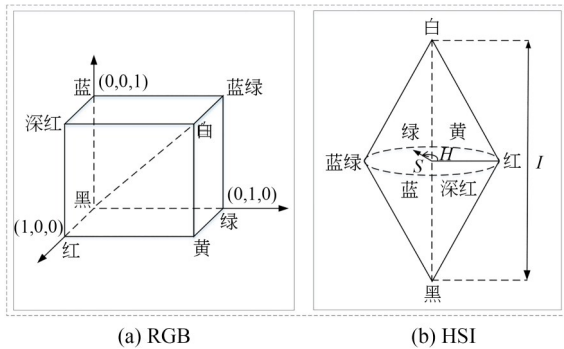 蓝 (0,0,1) 蓝绿
深红 白
黑 (0,1,0)
(1,0,0) 绿
红 黄
(a) RGB
白
绿 黄
蓝绿 S H 红 I
蓝 深红
黑
(b) HSI